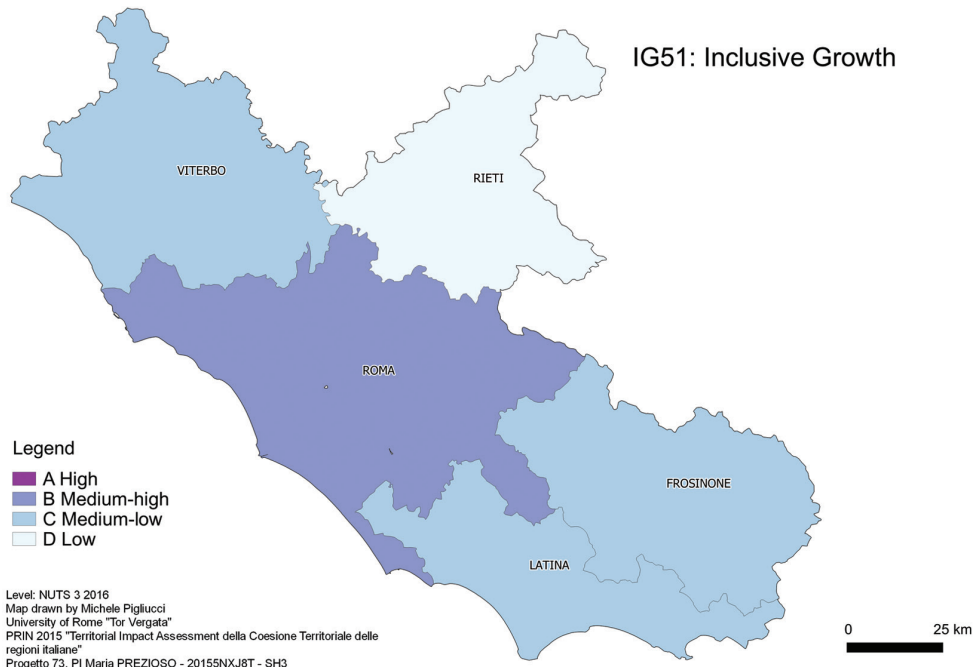 IG51: Inclusive Growth
VITERBO
RIETI
ROMA
FROSINONE
LATINA
Legend
A High
B Medium-high
C Medium-low
D Low
Level: NUTS 3 2016
Map drawn by Michele Pigliucci
University of Rome "Tor Vergata"
PRIN 2015 "Territorial Impact Assessment della Coesione Territoriale delle
regioni italiane"
Progetto 73, PI Maria PREZIOSO - 20155NXJ8T - SH3
0 25 km